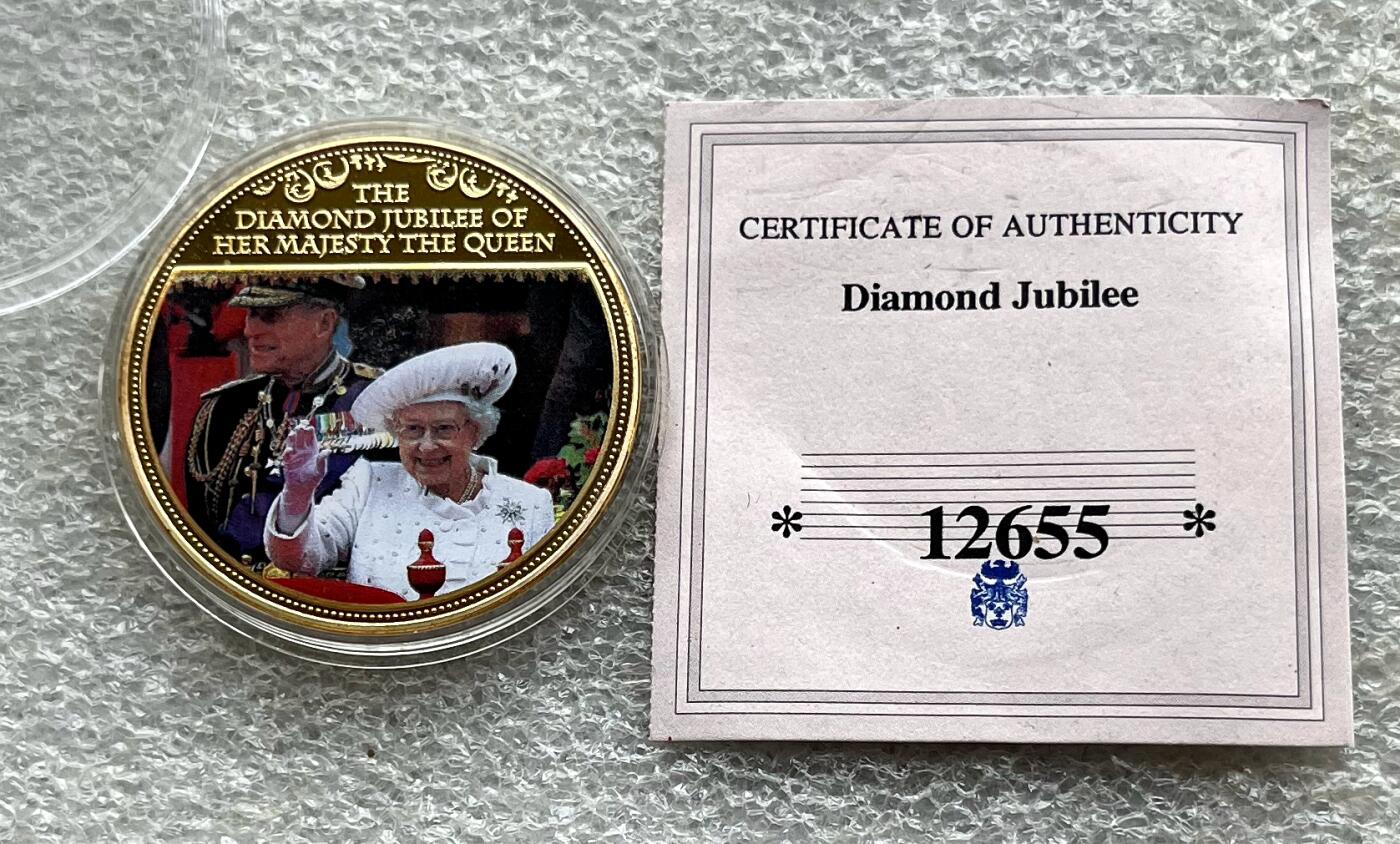 THE
DIAMOND JUBILEE OF
HER MAJESTY THE QUEEN
CERTIFICATE OF AUTHENTICITY
Diamond Jubilee
* 12655 *